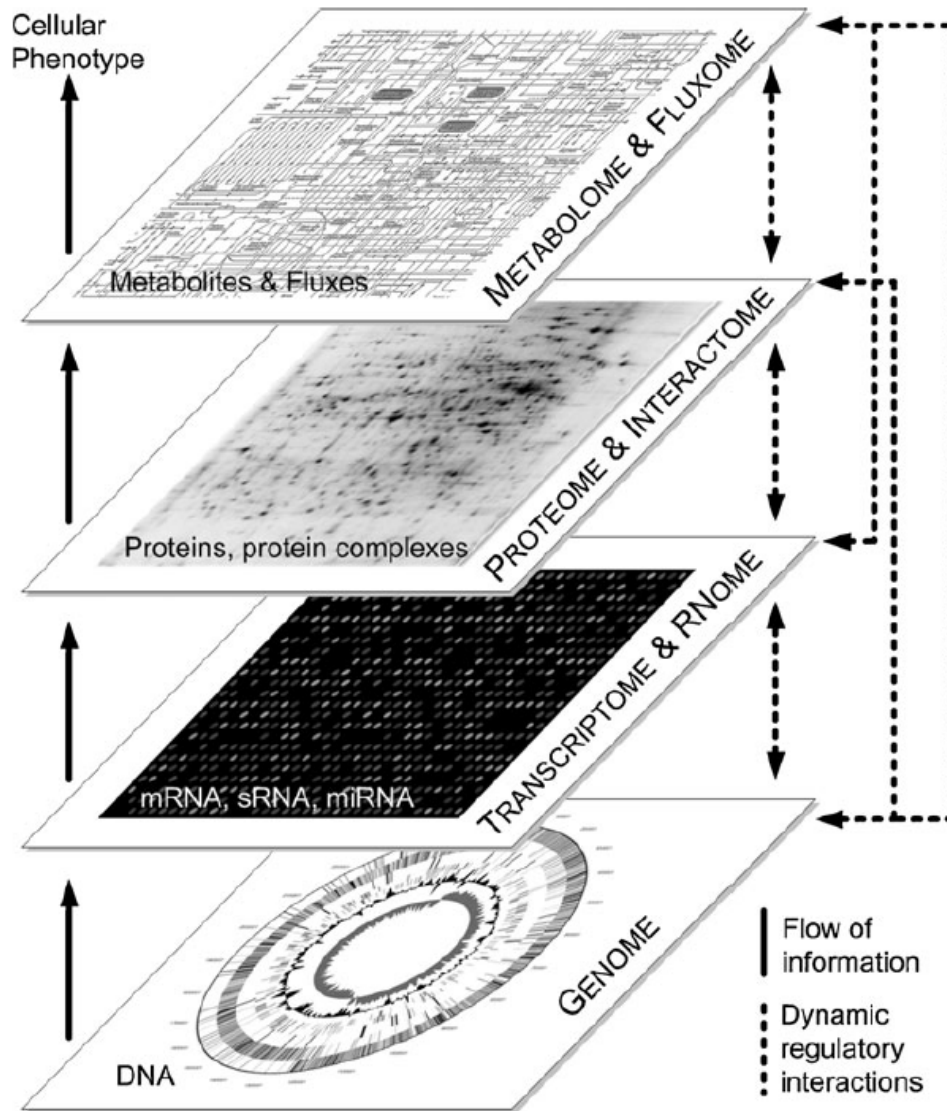 Cellular
Phenotype
METABOLOME & FLUXOME
Metabolites & Fluxes
PROTEOME & INTERACTOME
Proteins, protein complexes
TRANSCRIPTOME & RNOME
mRNA, sRNA, miRNA
GENOME
DNA
Flow of
information
Dynamic
regulatory
interactions